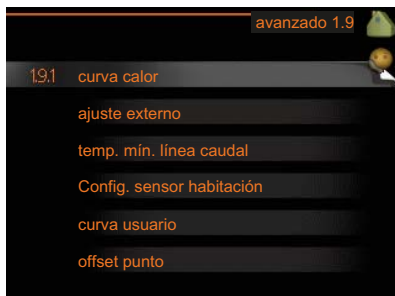 avanzado 1.9
1.9.1 curva calor
ajuste externo
temp. mín. línea caudal
Config. sensor habitación
curva usuario
offset punto